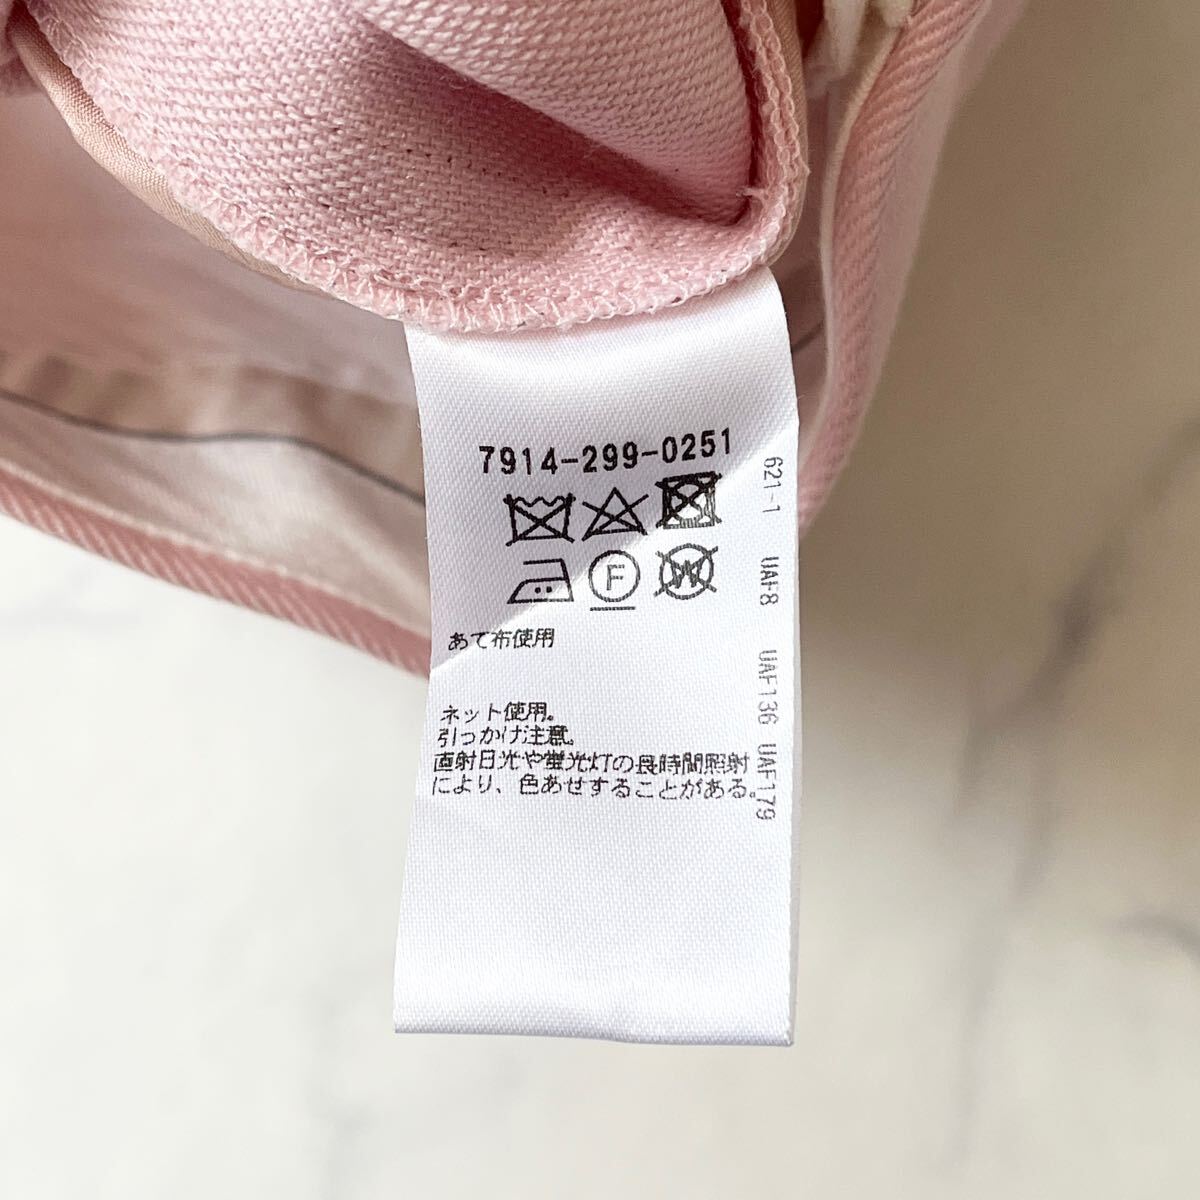 7914-299-0251
F
W
あて布使用
ネット使用。
引っかけ注意。
直射日光や蛍光灯の長時間照射
により、色あせすることがある。
621-1 UAF8 UAF136 UAF179